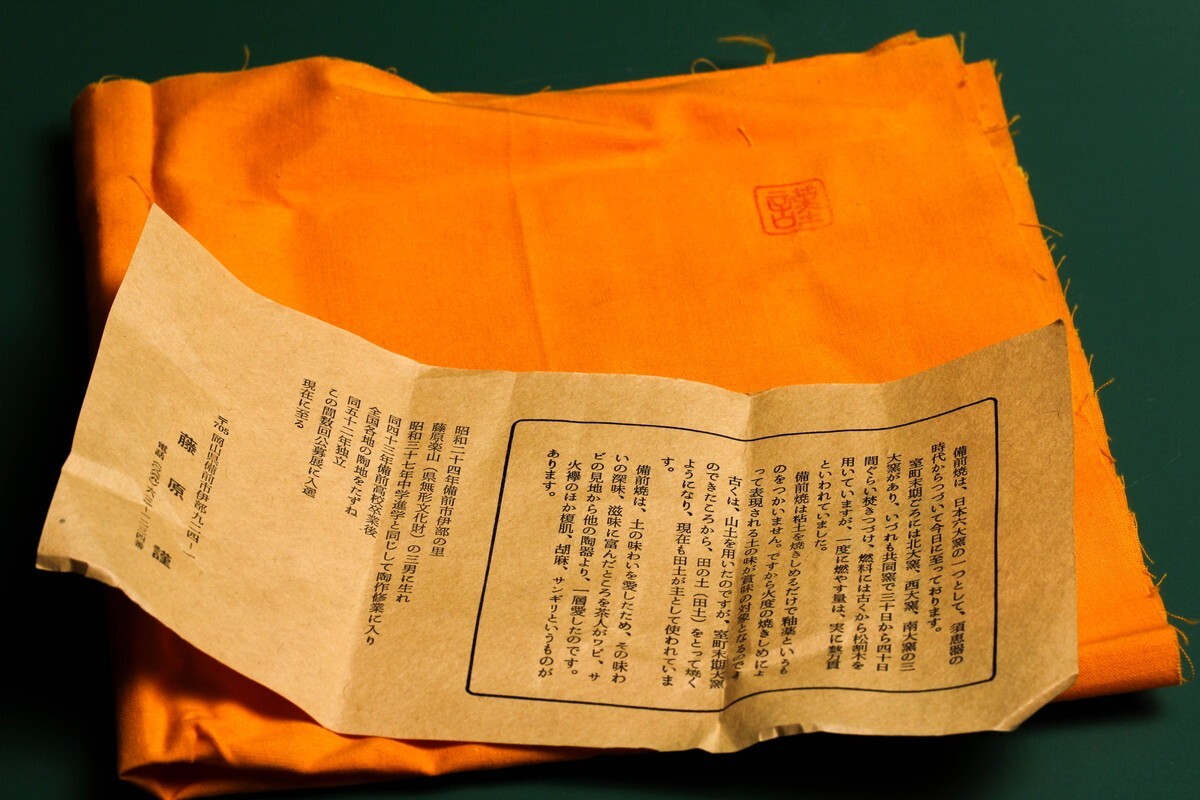 備前焼は、日本六大窯の一つとして、須恵器の
時代からつづいて今日に至っております。
室町末期ごろには北大窯、西大窯、南大窯の三
大窯があり、いづれも共同窯で三十日から四十日
間ぐらい焚きつづけ、燃料には古くから松割木を
用いていますが、一度に燃やす量は、実に数万貫
といわれていました。
備前焼は粘土を焼きしめるだけで釉薬というも
のをつかいません。ですから火度の焼きしめによ
って表現される土の味が賞味の対象となるのです
古くは、山土を用いたのですが、室町末期大窯
のできたころから、田の土（田土）をとって焼く
ようになり、現在も田土が主として使われていま
す。
備前焼は、土の味わいを愛したため、その味わ
いの深味、滋味に富んだところを茶人がワビ、サ
ビの見地から他の陶器より、一層愛したのです。
火襷のほか榎肌、胡麻、サンギリというものが
あります。
昭和二十四年備前市伊部の里
藤原楽山（県無形文化財）の三男に生れ
昭和三十七年中学進学と同じして陶作修業に入り
同四十三年備前高校卒業後、
全国各地の陶地をたずね
同五十二年独立
この間数回公募展に入選
現在に至る
〒705 岡山県備前市伊部九二四—一
藤原 謹
謹